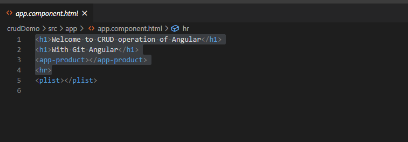 app.component.html ×
crudDemo > src > app > app.component.html > hr
1 <h1>Welcome to CRUD operation of Angular</h1>
2 <h1>With Git Angular</h1>
3 <app-product></app-product>
4 <hr>
5 <plist></plist>
6